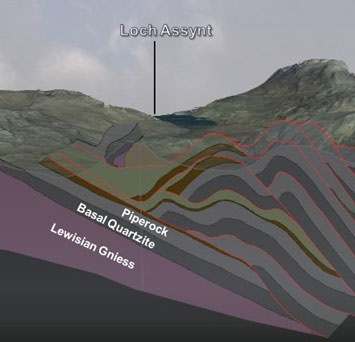 Loch Assynt
Piperock
Basal Quartzite
Lewisian Gniess